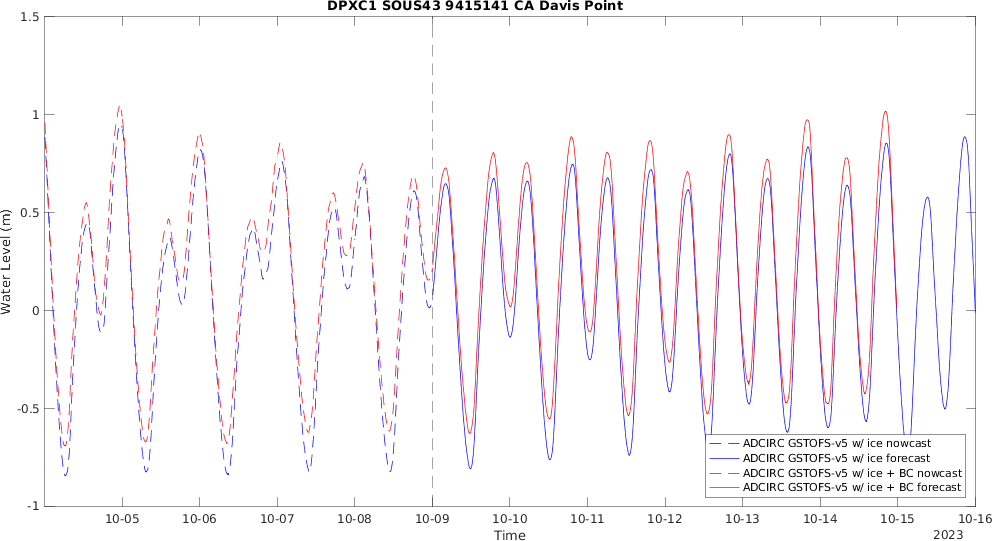 DPXC1 SOUS43 9415141 CA Davis Point
1.5
1
0.5
0
-0.5
-1
Water Level (m)
10-05 10-06 10-07 10-08 10-09 10-10 10-11 10-12 10-13 10-14 10-15 10-16
Time
2023
ADCIRC GSTOFS-v5 w/ ice nowcast
ADCIRC GSTOFS-v5 w/ ice forecast
ADCIRC GSTOFS-v5 w/ ice + BC nowcast
ADCIRC GSTOFS-v5 w/ ice + BC forecast